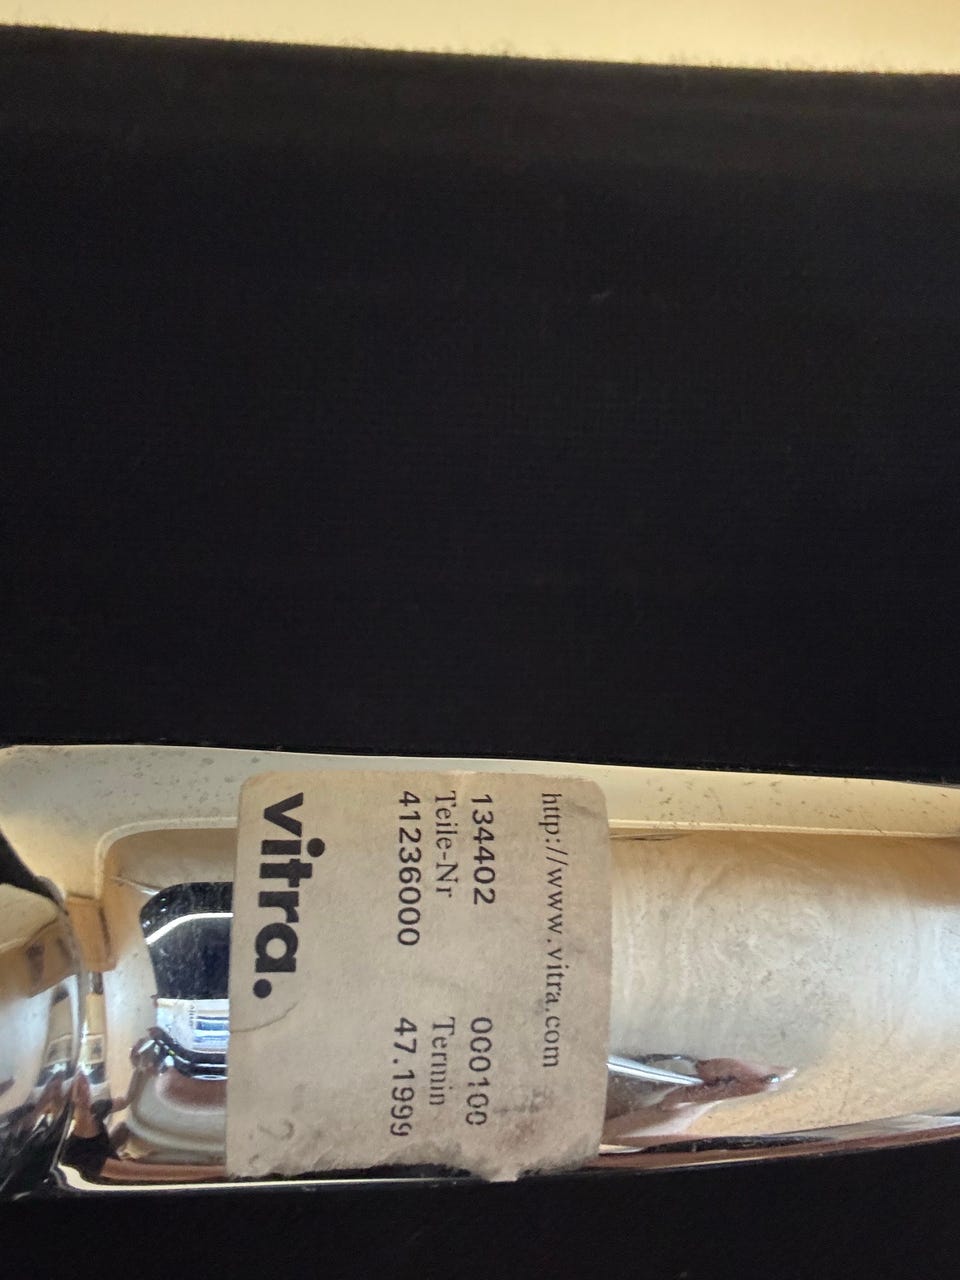 http://www.vitra.com
134402 000100
Teile-Nr Termin
41236000 47.1999
vitra.